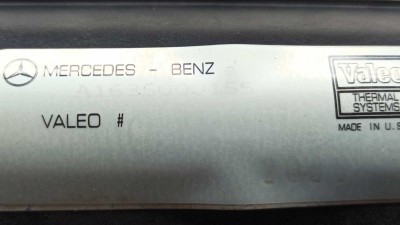 MERCEDES - BENZ
VALEO #
Valeo
THERMAL
SYSTEMS
MADE IN U.S